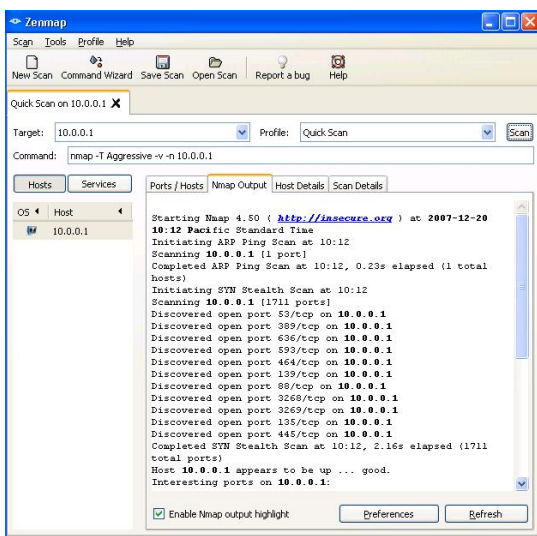 Zenmap
Scan Tools Profile Help
New Scan Command Wizard Save Scan Open Scan Report a bug Help
Quick Scan on 10.0.0.1
Target: 10.0.0.1 Profile: Quick Scan Scan
Command: nmap -T Aggressive -v -n 10.0.0.1
Hosts Services Ports / Hosts Nmap Output Host Details Scan Details
OS Host
10.0.0.1
Starting Nmap 4.50 ( http://insecure.org ) at 2007-12-20
10:12 Pacific Standard Time
Initiating ARP Ping Scan at 10:12
Scanning 10.0.0.1 [1 port]
Completed ARP Ping Scan at 10:12, 0.23s elapsed (1 total
hosts)
Initiating SYN Stealth Scan at 10:12
Scanning 10.0.0.1 [1711 ports]
Discovered open port 53/tcp on 10.0.0.1
Discovered open port 389/tcp on 10.0.0.1
Discovered open port 636/tcp on 10.0.0.1
Discovered open port 593/tcp on 10.0.0.1
Discovered open port 464/tcp on 10.0.0.1
Discovered open port 139/tcp on 10.0.0.1
Discovered open port 88/tcp on 10.0.0.1
Discovered open port 3268/tcp on 10.0.0.1
Discovered open port 3269/tcp on 10.0.0.1
Discovered open port 135/tcp on 10.0.0.1
Discovered open port 445/tcp on 10.0.0.1
Completed SYN Stealth Scan at 10:12, 2.16s elapsed (1711
total ports)
Host 10.0.0.1 appears to be up ... good.
Interesting ports on 10.0.0.1:
Enable Nmap output highlight Preferences Refresh